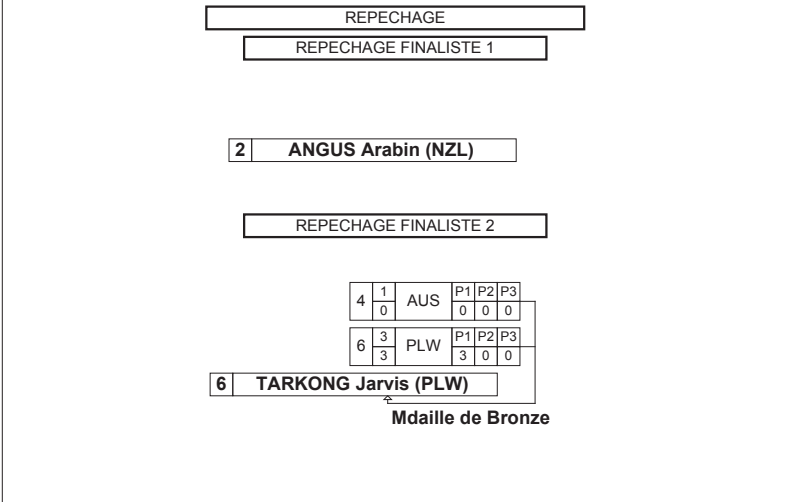 REPECHAGE
REPECHAGE FINALISTE 1
2 ANGUS Arabin (NZL)
REPECHAGE FINALISTE 2
4 1 AUS P1 P2 P3
0 0 0 0
6 3 PLW P1 P2 P3
3 3 0 0
6 TARKONG Jarvis (PLW)
Mdaille de Bronze